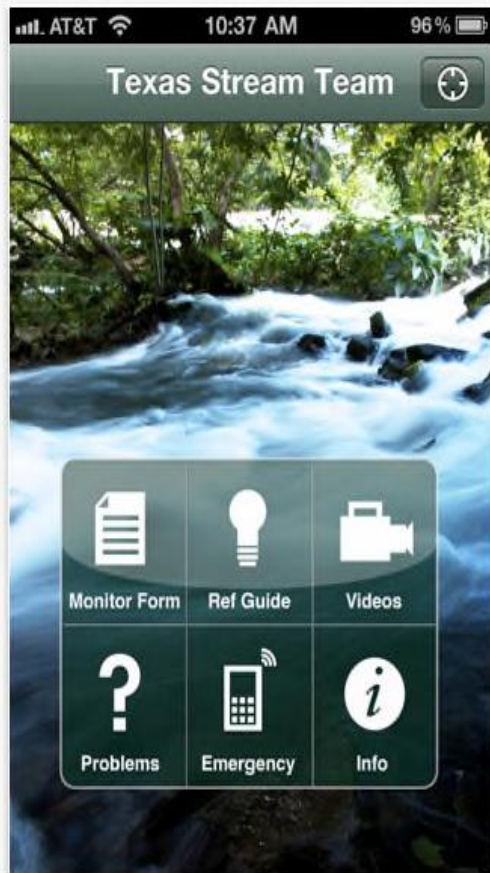 AT&T 10:37 AM 96%
Texas Stream Team
Monitor Form Ref Guide Videos
Problems Emergency Info